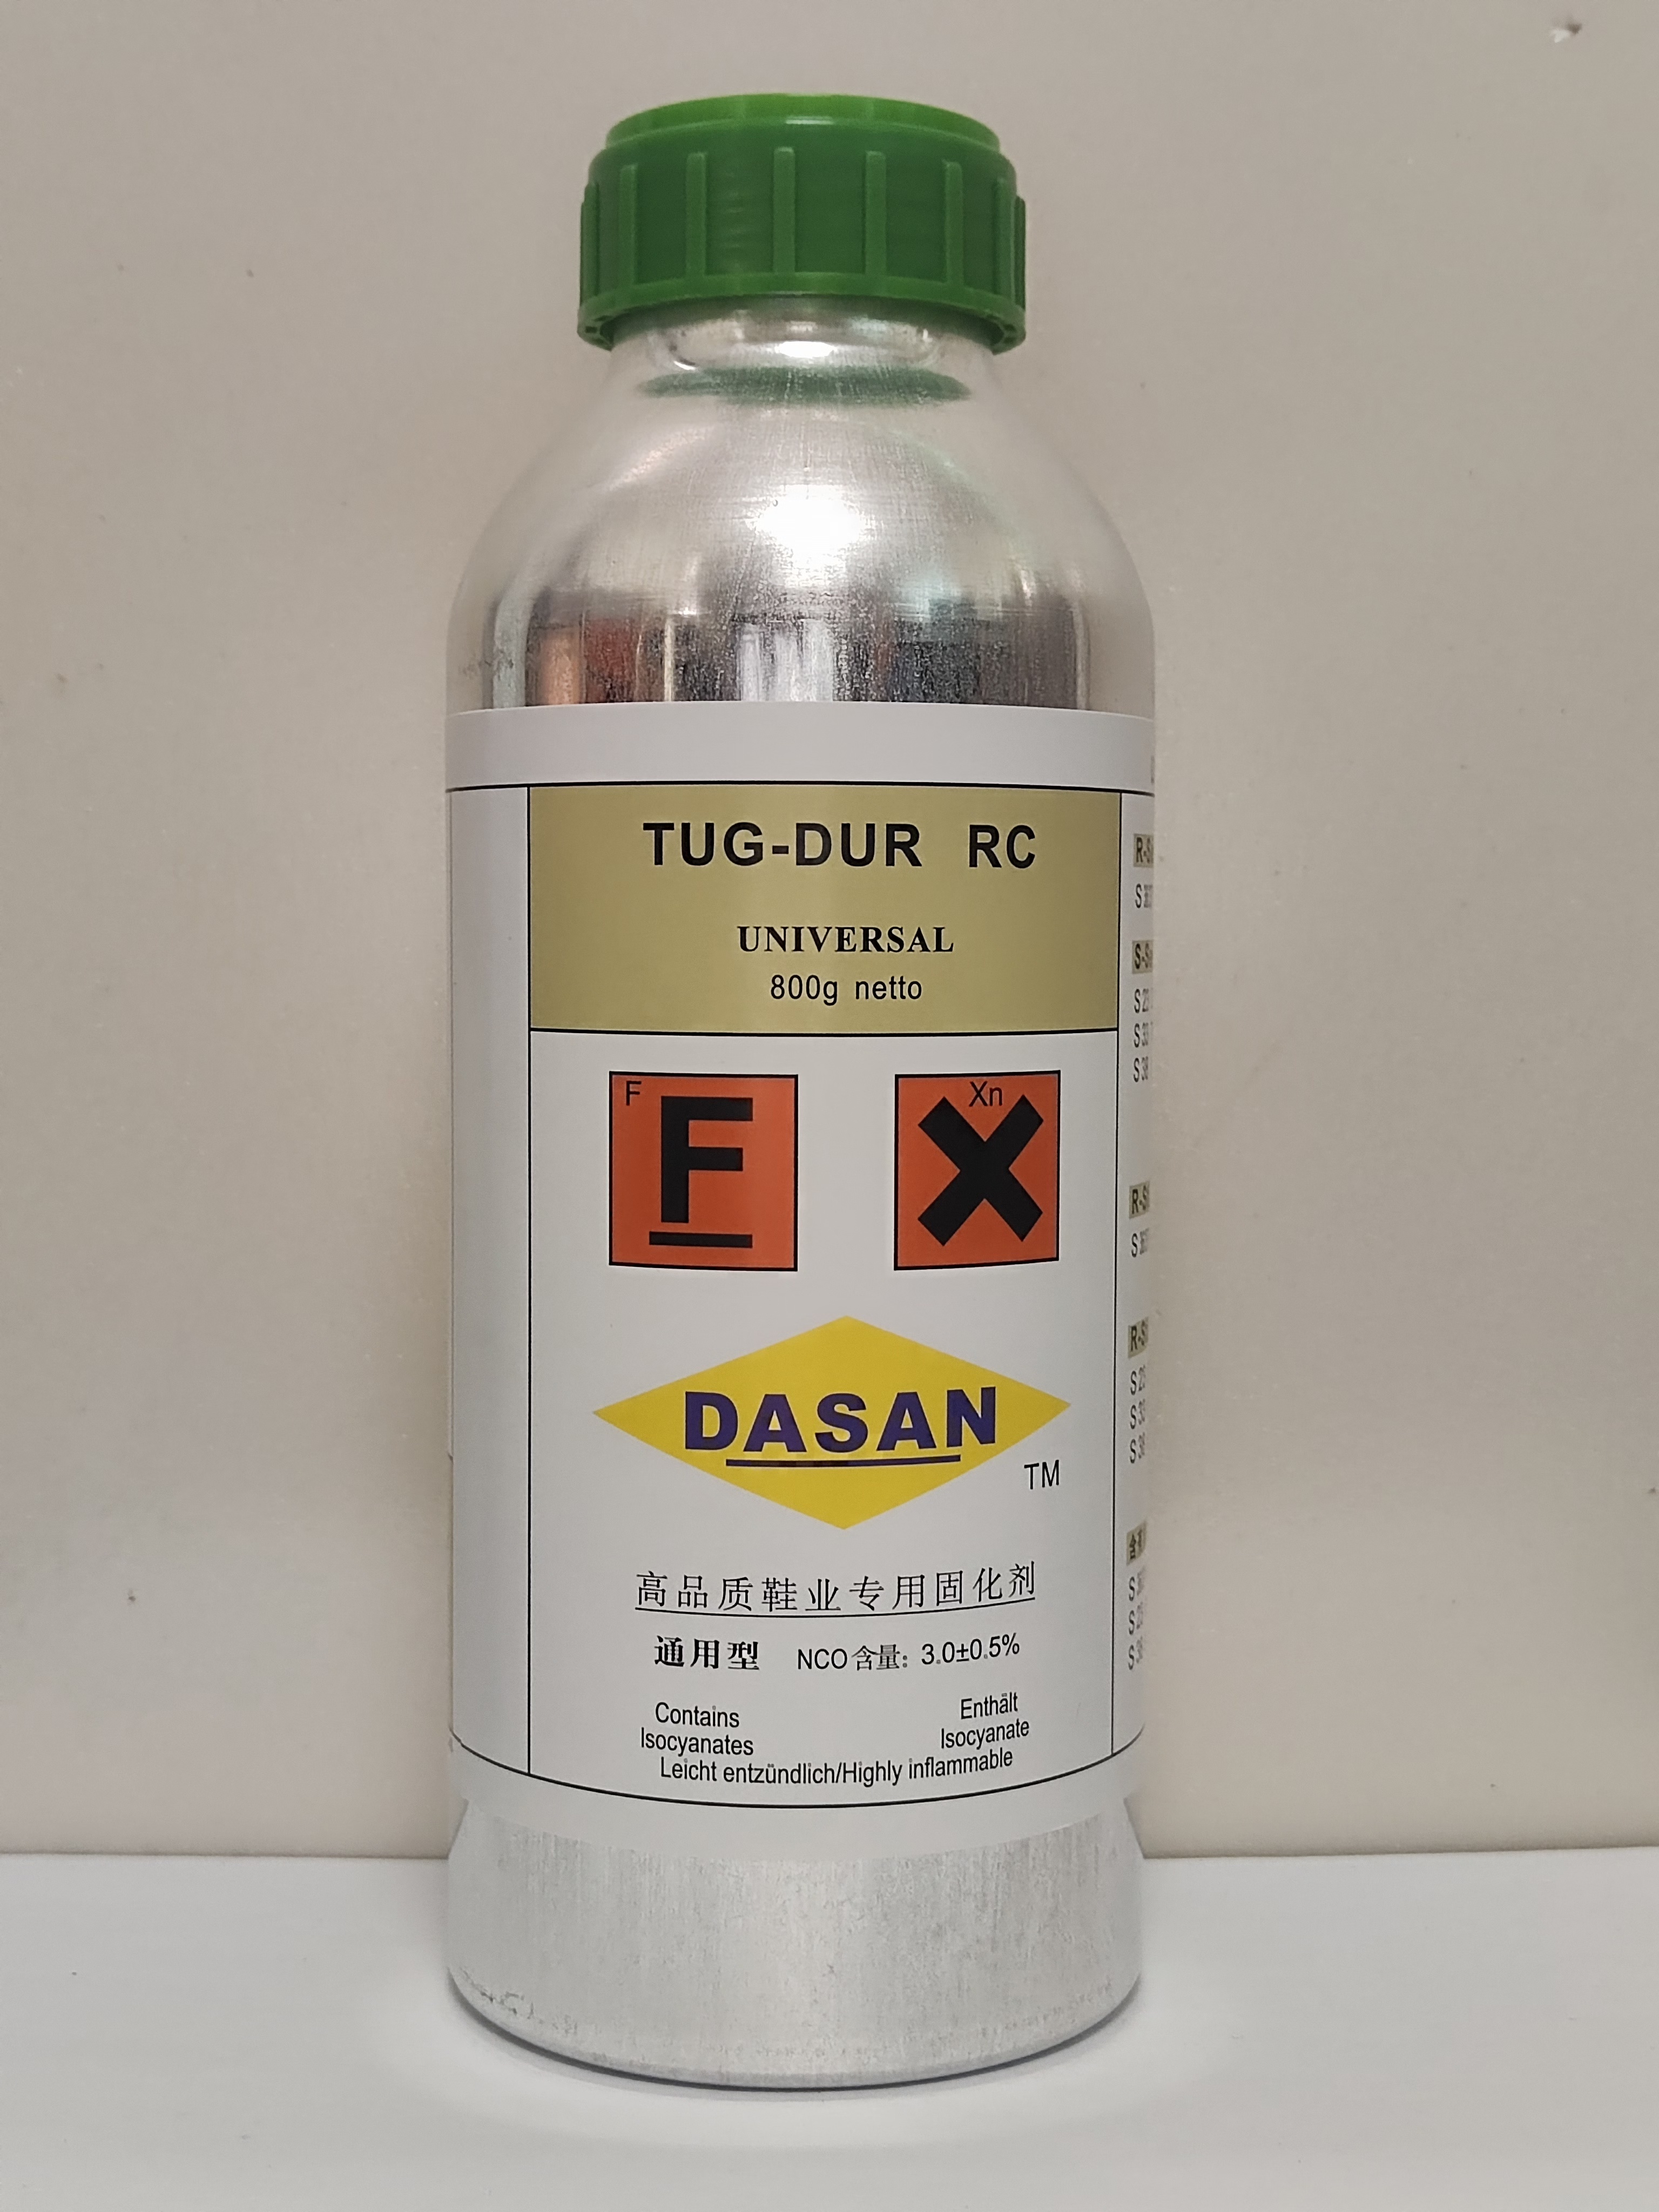 TUG-DUR RC
UNIVERSAL
800g netto
F
F
Xn
DASAN
TM
高品质鞋业专用固化剂
通用型 NCO含量: 3.0±0.5%
Contains
Isocyanates
Enthält
Isocyanate
Leicht entzündlich/Highly inflammable